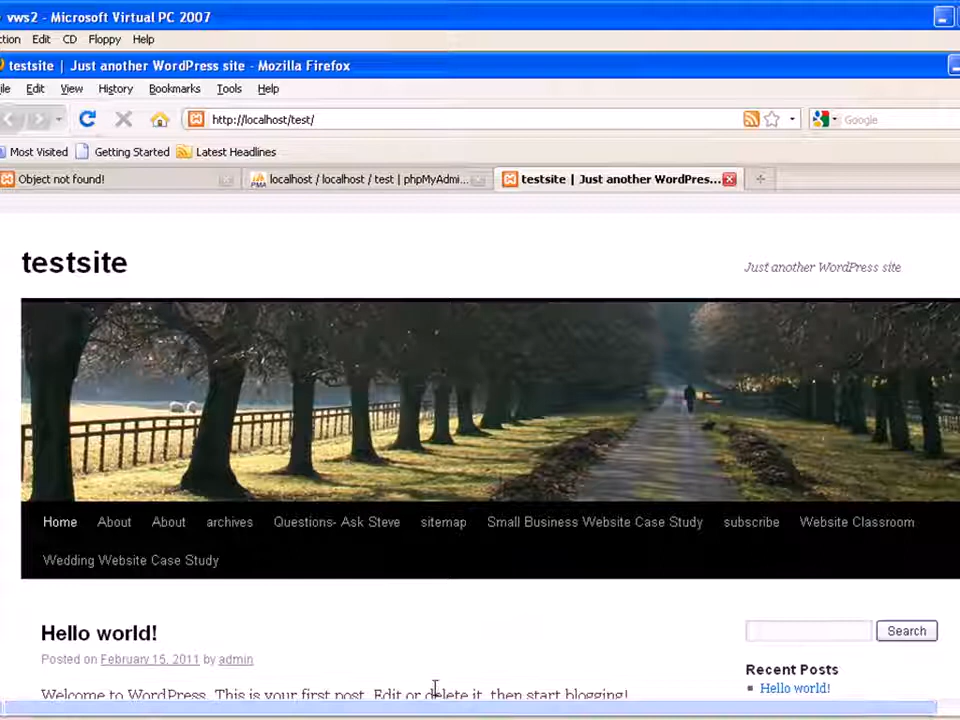 vws2 - Microsoft Virtual PC 2007
ction Edit CD Floppy Help
testsite | Just another WordPress site - Mozilla Firefox
ile Edit View History Bookmarks Tools Help
http://localhost/test/
Google
Most Visited Getting Started Latest Headlines
Object not found! localhost / localhost / test | phpMyAdmi... testsite | Just another WordPres...
testsite
Just another WordPress site
Home About About archives Questions- Ask Steve sitemap Small Business Website Case Study subscribe Website Classroom
Wedding Website Case Study
Hello world!
Search
Posted on February 15, 2011 by admin
Recent Posts
Hello world!
Welcome to WordPress. This is your first post. Edit or delete it, then start blogging!